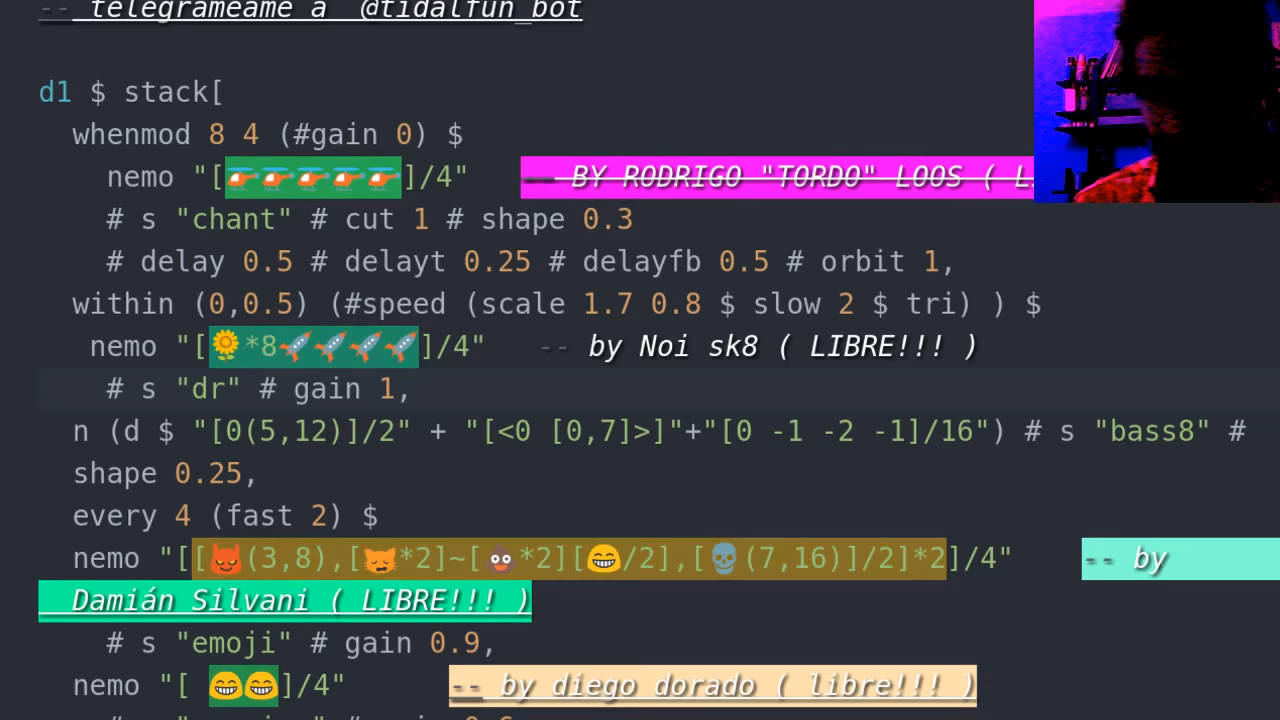 -- telegrameame a  @tidalfun_bot
d1 $ stack[
whenmod 8 4 (#gain 0) $
nemo "[🚁🚁🚁🚁🚁]/4"   -- BY RODRIGO "TORDO" LOOS ( L
# s "chant" # cut 1 # shape 0.3
# delay 0.5 # delayt 0.25 # delayfb 0.5 # orbit 1,
within (0,0.5) (#speed (scale 1.7 0.8 $ slow 2 $ tri) ) $
nemo "[🌻*8🚀🚀🚀🚀]/4"   -- by Noi sk8 ( LIBRE!!! )
# s "dr" # gain 1,
n (d $ "[0(5,12)]/2" + "[<0 [0,7]>]"+"[0 -1 -2 -1]/16") # s "bass8" #
shape 0.25,
every 4 (fast 2) $
nemo "[[👿(3,8),[😿*2]~[💩*2][😁/2],[💀(7,16)]/2]*2]/4"   -- by
Damián Silvani ( LIBRE!!! )
# s "emoji" # gain 0.9,
nemo "[ 😁😁]/4"   -- by diego dorado ( libre!!! )